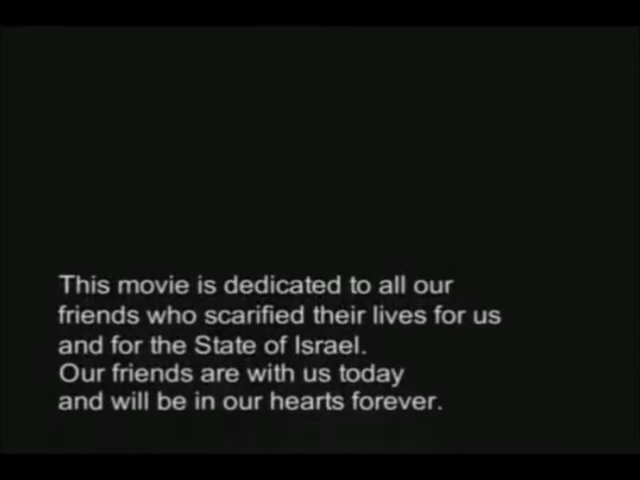 This movie is dedicated to all our
friends who scarified their lives for us
and for the State of Israel.
Our friends are with us today
and will be in our hearts forever.